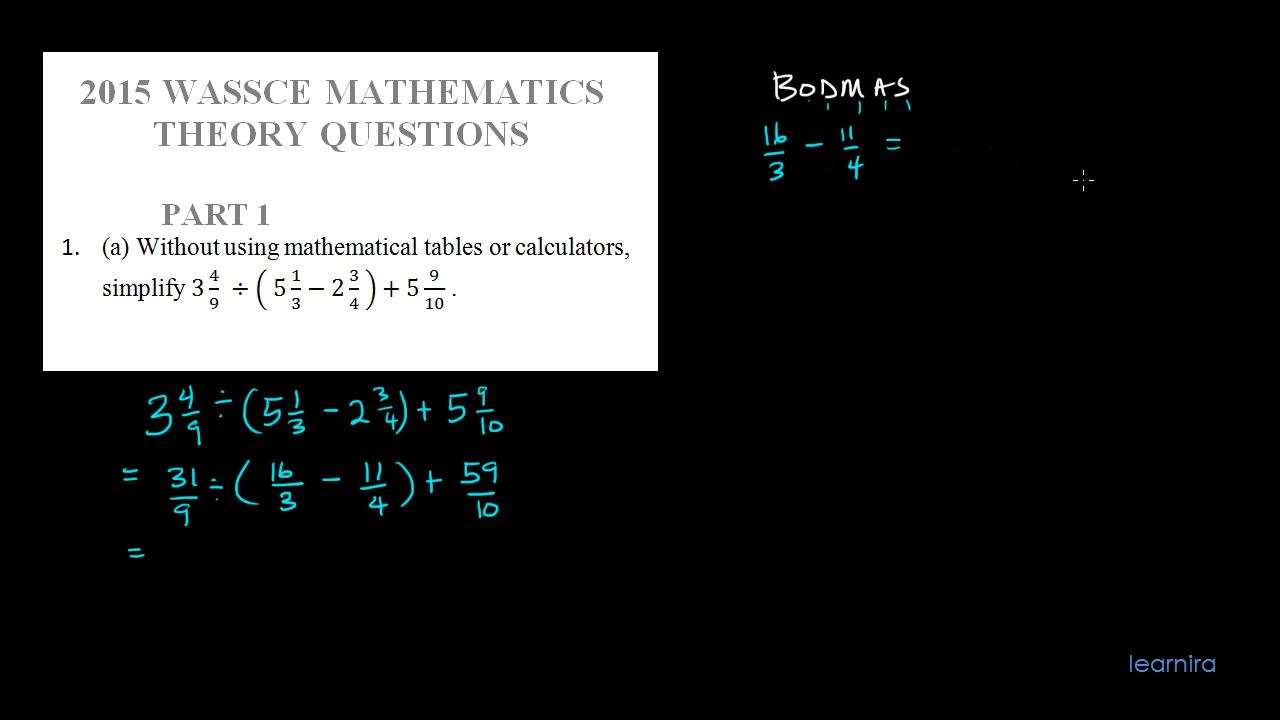 2015 WASSCE MATHEMATICS
THEORY QUESTIONS
PART 1
1. (a) Without using mathematical tables or calculators,
simplify 3 4/9 ÷ ( 5 1/3 − 2 3/4 ) + 5 9/10 .
3 4/9 ÷ (5 1/3 − 2 3/4) + 5 9/10
= 31/9 ÷ ( 16/3 − 11/4 ) + 59/10
=
BODMAS
16/3 − 11/4 =
learnira